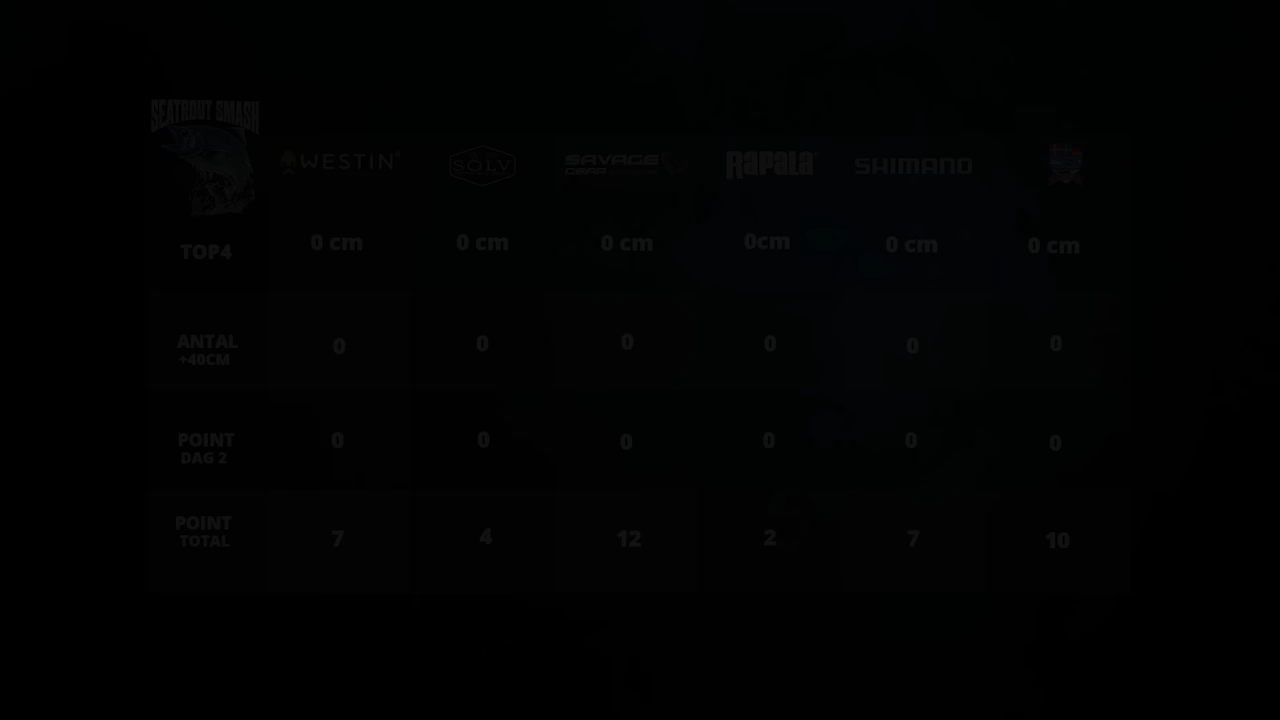 SEATROUT SMASH
WESTIN SØLV SAVAGE GEAR Rapala SHIMANO
TOP4 0 cm 0 cm 0 cm 0cm 0 cm 0 cm
ANTAL +40CM 0 0 0 0 0 0
POINT DAG 2 0 0 0 0 0 0
POINT TOTAL 7 4 12 2 7 10